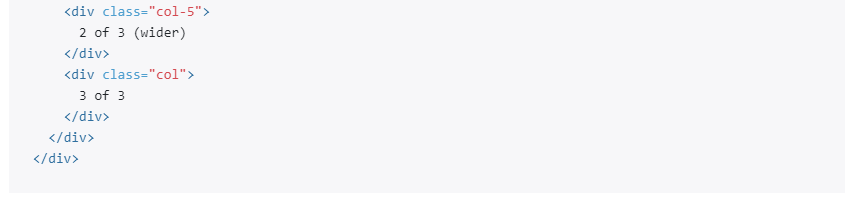 <div class="col-5">
2 of 3 (wider)
</div>
<div class="col">
3 of 3
</div>
</div>
</div>